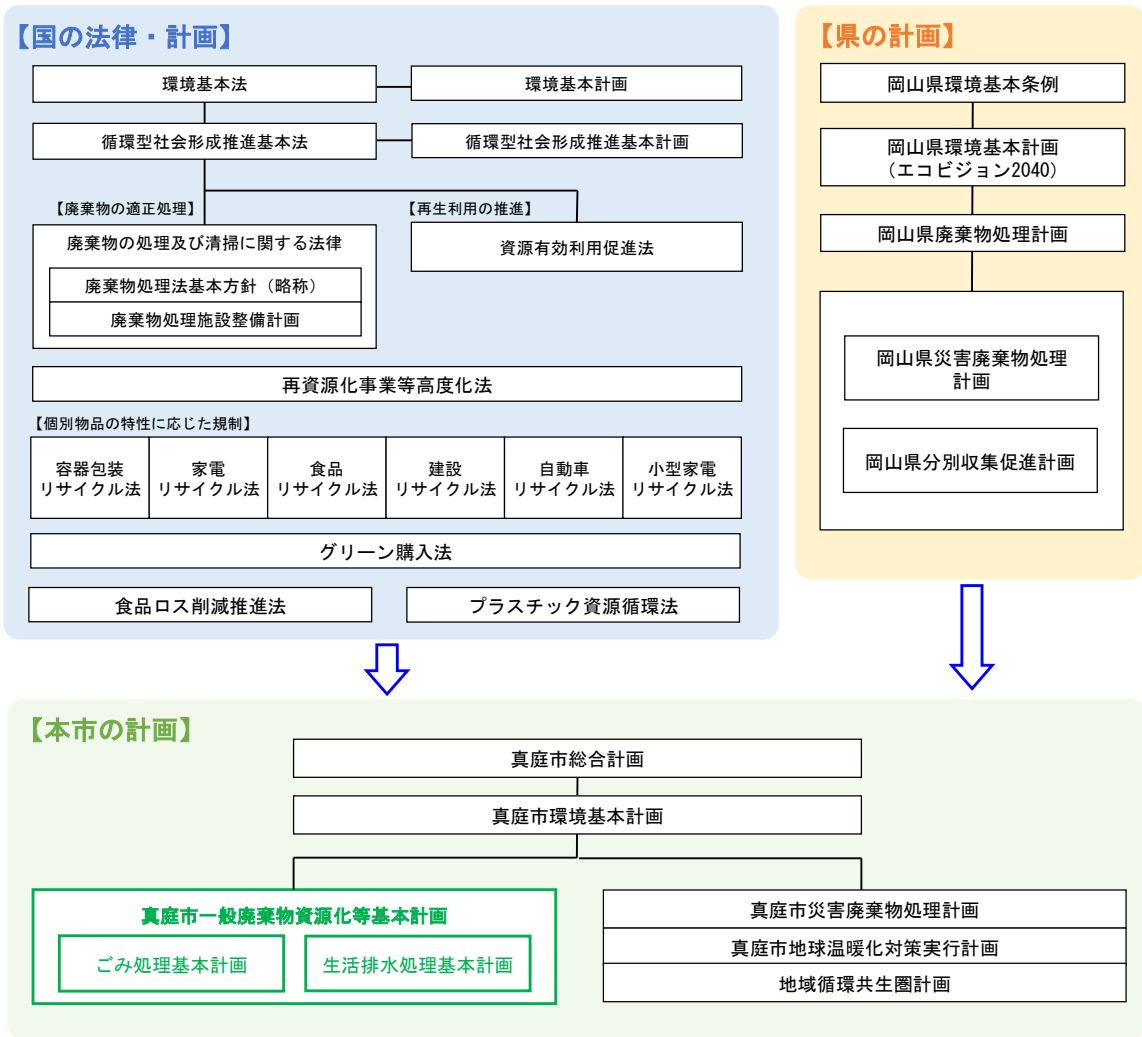 【国の法律・計画】
環境基本法
環境基本計画
循環型社会形成推進基本法
循環型社会形成推進基本計画
【廃棄物の適正処理】
【再生利用の推進】
廃棄物の処理及び清掃に関する法律
廃棄物処理法基本方針（略称）
廃棄物処理施設整備計画
資源有効利用促進法
再資源化事業等高度化法
【個別物品の特性に応じた規制】
容器包装
リサイクル法
家電
リサイクル法
食品
リサイクル法
建設
リサイクル法
自動車
リサイクル法
小型家電
リサイクル法
グリーン購入法
食品ロス削減推進法
プラスチック資源循環法
【県の計画】
岡山県環境基本条例
岡山県環境基本計画
（エコビジョン2040）
岡山県廃棄物処理計画
岡山県災害廃棄物処理
計画
岡山県分別収集促進計画
【本市の計画】
真庭市総合計画
真庭市環境基本計画
真庭市一般廃棄物資源化等基本計画
ごみ処理基本計画
生活排水処理基本計画
真庭市災害廃棄物処理計画
真庭市地球温暖化対策実行計画
地域循環共生圏計画